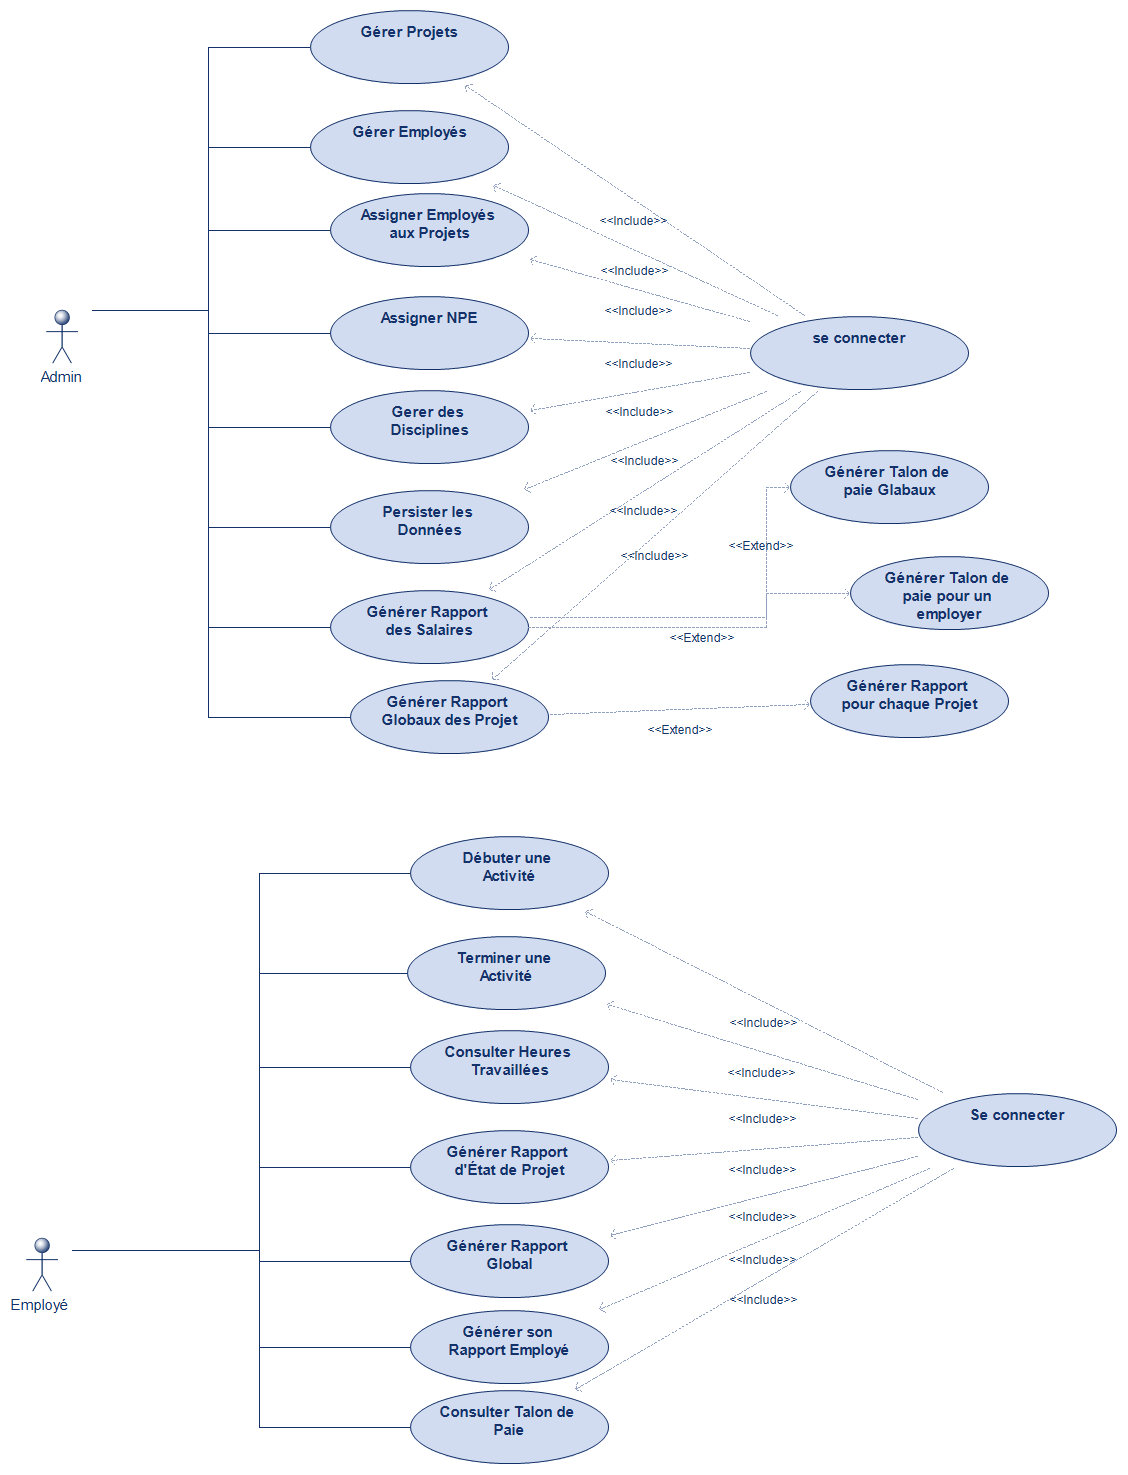 Gérer Projets
Gérer Employés
Assigner Employés
aux Projets
<<Include>>
<<Include>>
<<Include>>
Assigner NPE
se connecter
Admin
<<Include>>
Gerer des
Disciplines
<<Include>>
<<Include>>
Générer Talon de
paie Glabaux
Persister les
Données
<<Include>>
<<Extend>>
<<Include>>
Générer Talon de
paie pour un
employer
Générer Rapport
des Salaires
<<Extend>>
Générer Rapport
Globaux des Projet
Générer Rapport
pour chaque Projet
<<Extend>>
Débuter une
Activité
Terminer une
Activité
<<Include>>
Consulter Heures
Travaillées
<<Include>>
<<Include>>
Se connecter
Générer Rapport
d'État de Projet
<<Include>>
<<Include>>
Générer Rapport
Global
<<Include>>
Employé
<<Include>>
Générer son
Rapport Employé
Consulter Talon de
Paie